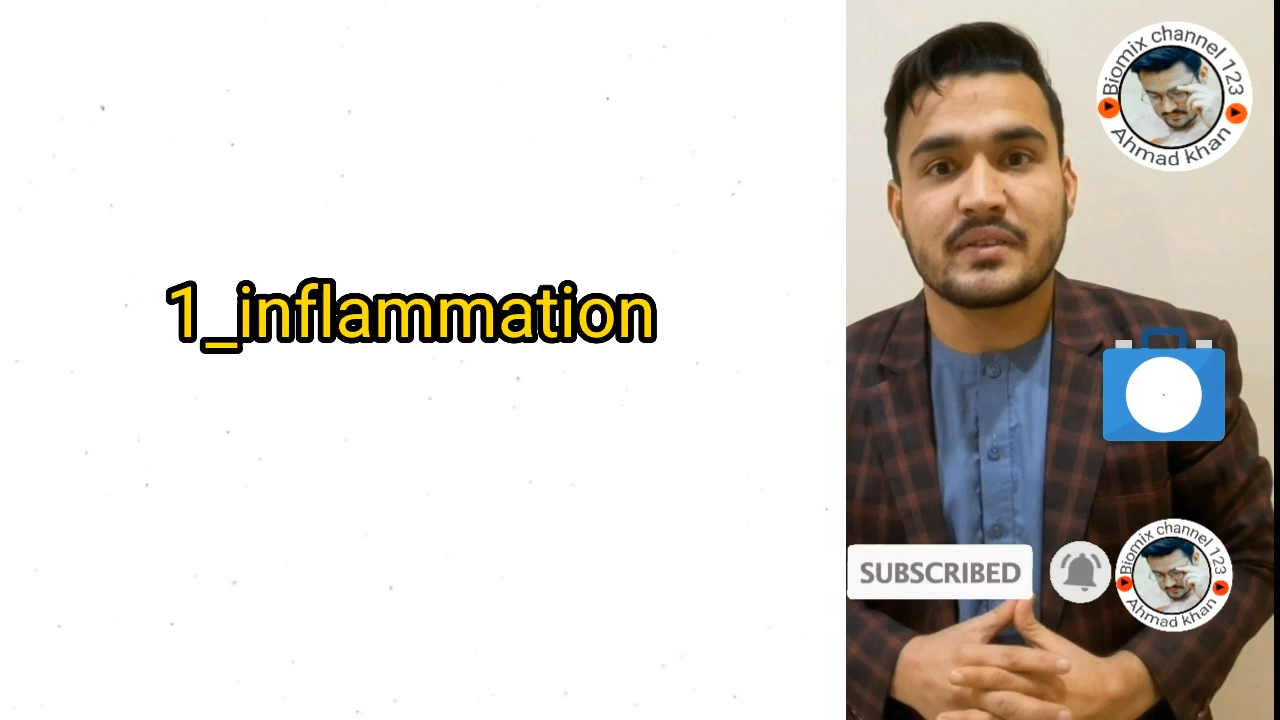 1_inflammation
Biomix channel 123
Ahmad khan
SUBSCRIBED
Biomix channel 123
Ahmad khan